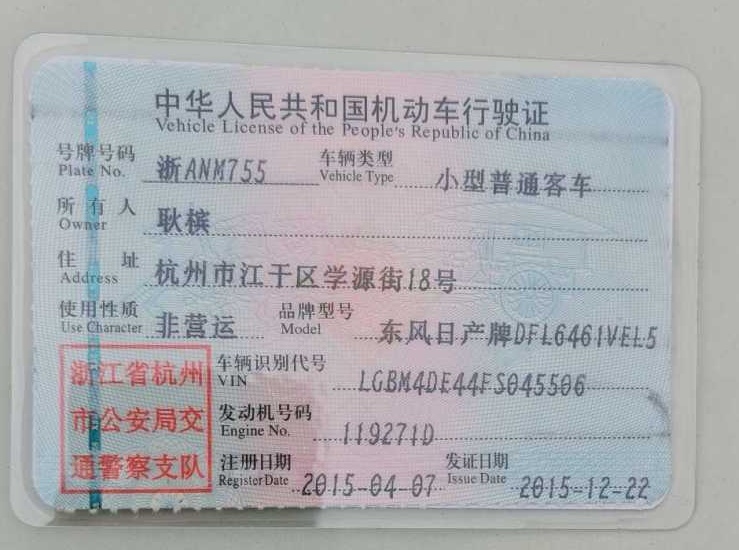 中华人民共和国机动车行驶证
Vehicle License of the People's Republic of China
号牌号码 浙ANM755 车辆类型 小型普通客车
Plate No. Vehicle Type
所有人 耿槟
Owner
住址 杭州市江干区学源街18号
Address
使用性质 非营运 品牌型号 东风日产牌DFL6461VEL5
Use Character Model
浙江省杭州
市公安局交
通警察支队
车辆识别代号 LGBM4DE44FS045506
VIN
发动机号码 119271D
Engine No.
注册日期 2015-04-07 发证日期 2015-12-22
Register Date Issue Date